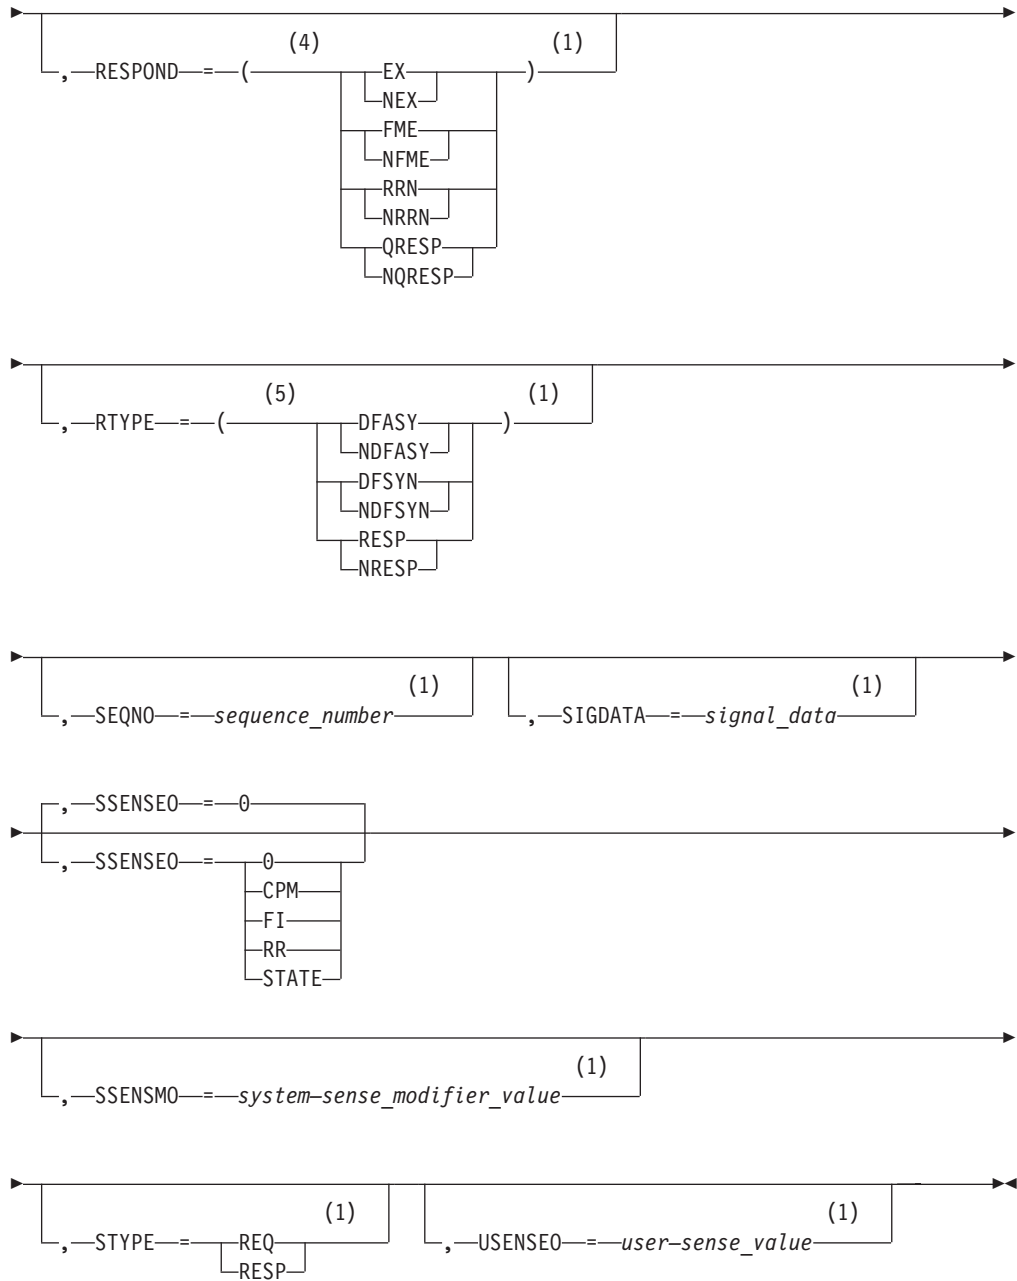 (4) (1)
, RESPOND = ( EX )
NEX
FME
NFME
RRN
NRRN
QRESP
NQRESP
(5) (1)
, RTYPE = ( DFASY )
NDFASY
DFSYN
NDFSYN
RESP
NRESP
(1) (1)
, SEQNO = sequence_number , SIGDATA = signal_data
, SSENSEO = 0
, SSENSEO = 0
CPM
FI
RR
STATE
(1)
, SSENSMO = system–sense_modifier_value
(1) (1)
, STYPE = REQ , USENSEO = user–sense_value
RESP